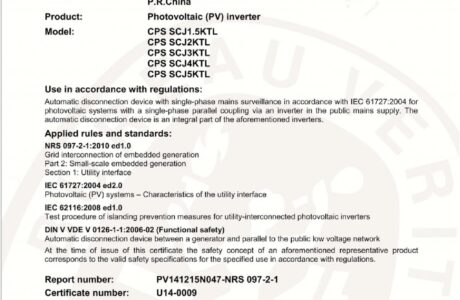 P.R.China
Product: Photovoltaic (PV) inverter
Model: CPS SCJ1.5KTL
CPS SCJ2KTL
CPS SCJ3KTL
CPS SCJ4KTL
CPS SCJ5KTL
Use in accordance with regulations:
Automatic disconnection device with single-phase mains surveillance in accordance with IEC 61727:2004 for
photovoltaic systems with a single-phase parallel coupling via an inverter in the public mains supply. The
automatic disconnection device is an integral part of the aforementioned inverters.
Applied rules and standards:
NRS 097-2-1:2010 ed1.0
Grid interconnection of embedded generation
Part 2: Small-scale embedded generation
Section 1: Utility interface
IEC 61727:2004 ed2.0
Photovoltaic (PV) systems – Characteristics of the utility interface
IEC 62116:2008 ed1.0
Test procedure of islanding prevention measures for utility-interconnected photovoltaic inverters
DIN V VDE V 0126-1-1:2006-02 (Functional safety)
Automatic disconnection device between a generator and parallel to the public low voltage network
At the time of issue of this certificate the safety concept of an aforementioned representative product
corresponds to the valid safety specifications for the specified use in accordance with regulations.
Report number: PV141215N047-NRS 097-2-1
Certificate number: U14-0009